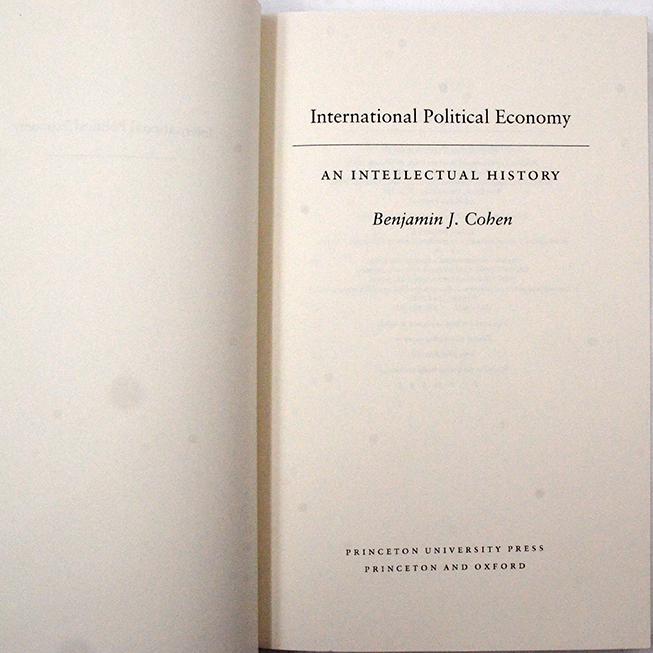 International Political Economy
AN INTELLECTUAL HISTORY
Benjamin J. Cohen
PRINCETON UNIVERSITY PRESS
PRINCETON AND OXFORD